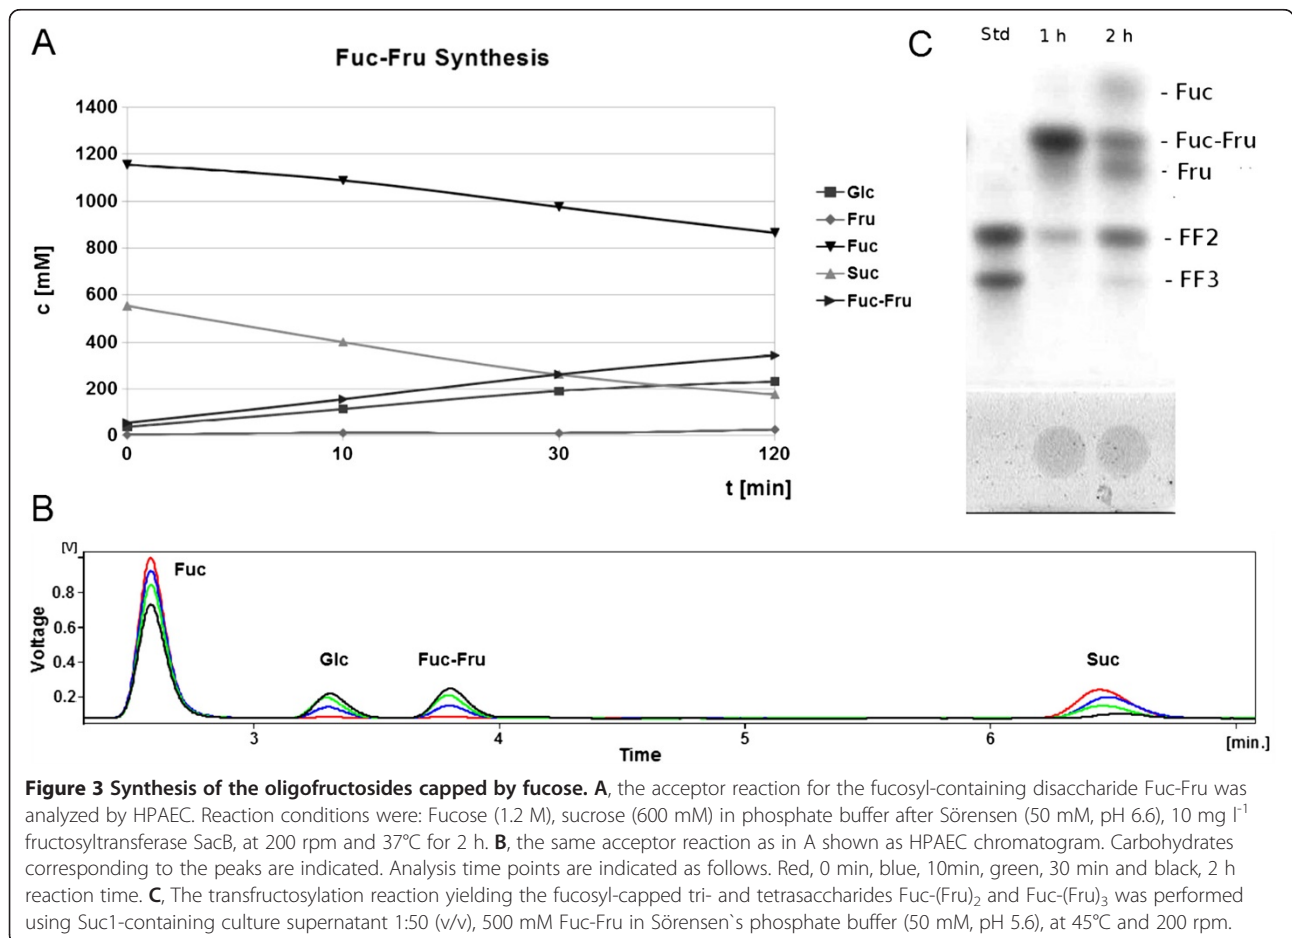 A
Fuc-Fru Synthesis
1400
1200
1000
800
600
400
200
0
c [mM]
0 10 30 120
t [min]
Glc
Fru
Fuc
Suc
Fuc-Fru
C
Std 1 h 2 h
- Fuc
- Fuc-Fru
- Fru
- FF2
- FF3
B
[V]
0.8
0.6
0.4
0.2
Voltage
Fuc
Glc
Fuc-Fru
Suc
3 4 5 6
Time
[min.]
Figure 3 Synthesis of the oligofructosides capped by fucose. A, the acceptor reaction for the fucosyl-containing disaccharide Fuc-Fru was
analyzed by HPAEC. Reaction conditions were: Fucose (1.2 M), sucrose (600 mM) in phosphate buffer after Sörensen (50 mM, pH 6.6), 10 mg l⁻¹
fructosyltransferase SacB, at 200 rpm and 37°C for 2 h. B, the same acceptor reaction as in A shown as HPAEC chromatogram. Carbohydrates
corresponding to the peaks are indicated. Analysis time points are indicated as follows. Red, 0 min, blue, 10min, green, 30 min and black, 2 h
reaction time. C, The transfructosylation reaction yielding the fucosyl-capped tri- and tetrasaccharides Fuc-(Fru)₂ and Fuc-(Fru)₃ was performed
using Suc1-containing culture supernatant 1:50 (v/v), 500 mM Fuc-Fru in Sörensen`s phosphate buffer (50 mM, pH 5.6), at 45°C and 200 rpm.